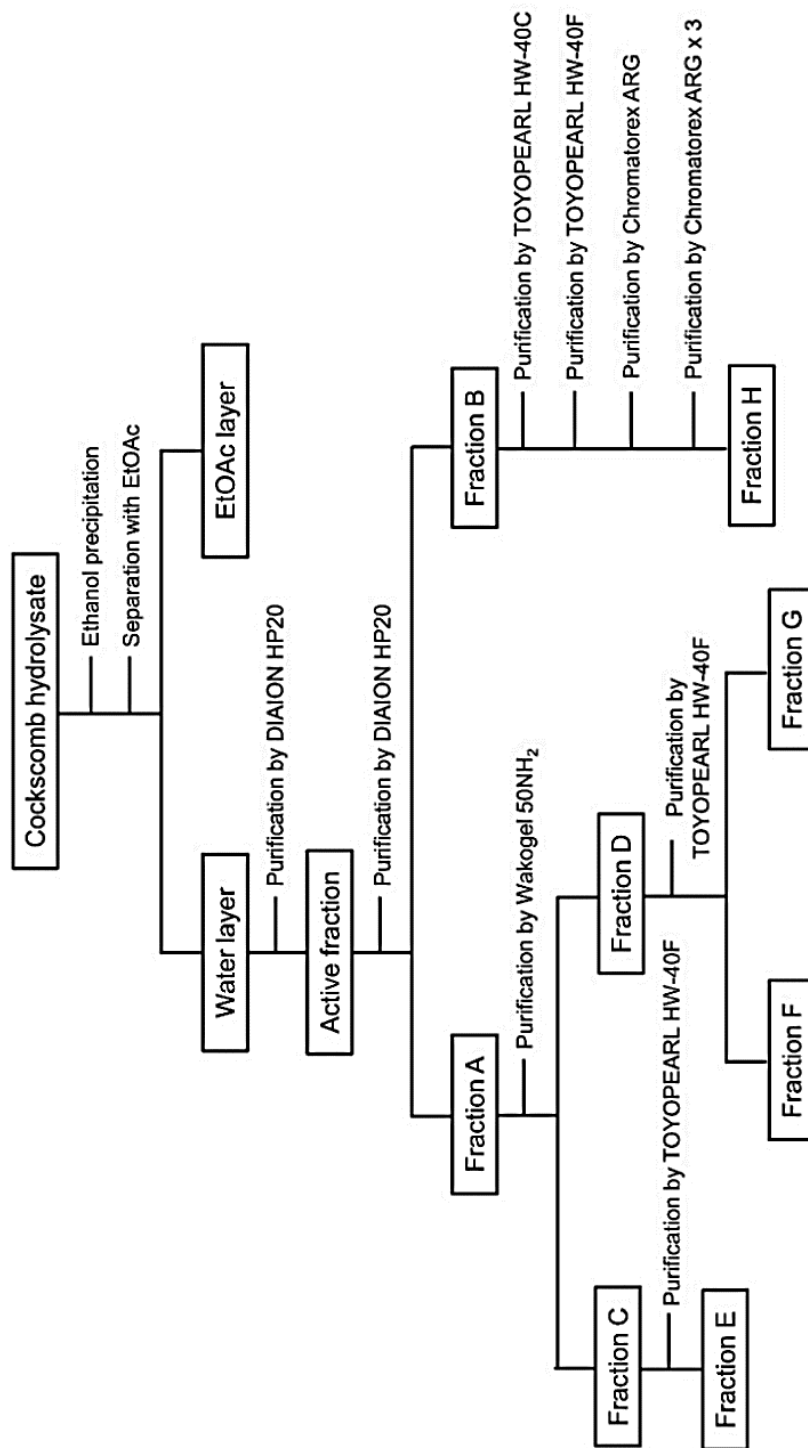 Cockscomb hydrolysate
Ethanol precipitation
Separation with EtOAc
Water layer
EtOAc layer
Purification by DIAION HP20
Active fraction
Purification by DIAION HP20
Fraction A
Fraction B
Purification by Wakogel 50NH₂
Purification by TOYOPEARL HW-40C
Purification by TOYOPEARL HW-40F
Purification by Chromatorex ARG
Purification by Chromatorex ARG x 3
Fraction C
Fraction D
Purification by TOYOPEARL HW-40F
Purification by
TOYOPEARL HW-40F
Fraction E
Fraction F
Fraction G
Fraction H